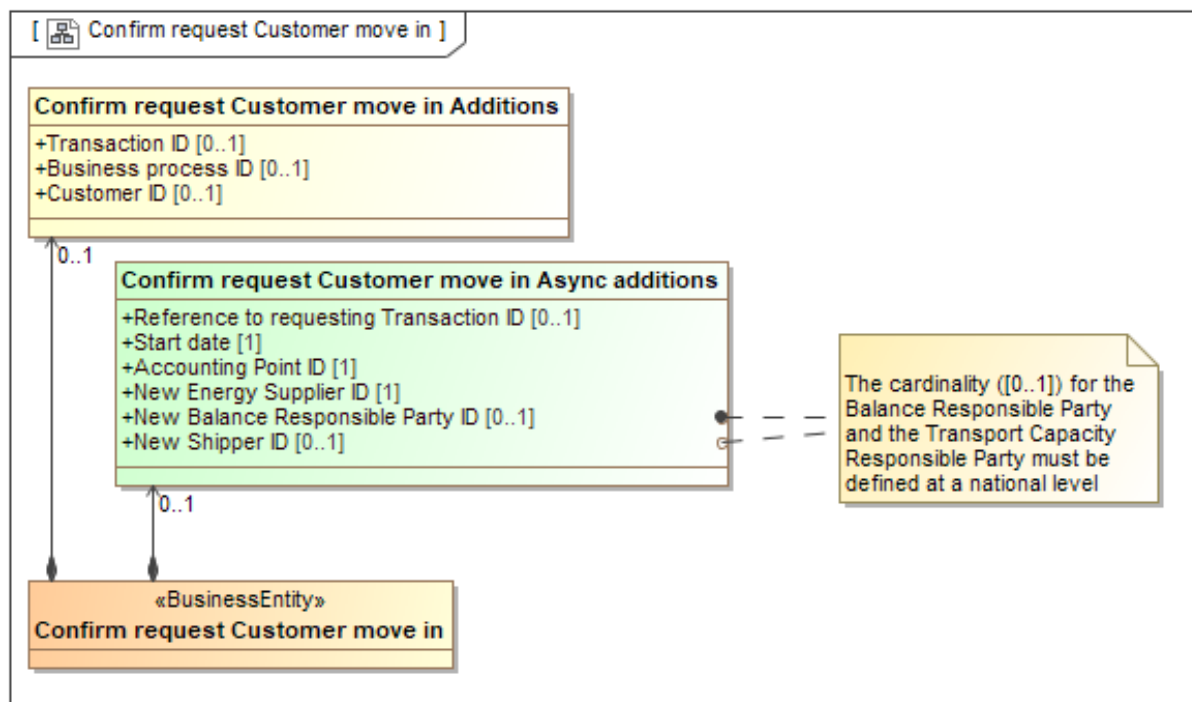 [ Confirm request Customer move in ]
Confirm request Customer move in Additions
+Transaction ID [0..1]
+Business process ID [0..1]
+Customer ID [0..1]
0..1
Confirm request Customer move in Async additions
+Reference to requesting Transaction ID [0..1]
+Start date [1]
+Accounting Point ID [1]
+New Energy Supplier ID [1]
+New Balance Responsible Party ID [0..1]
+New Shipper ID [0..1]
The cardinality ([0..1]) for the
Balance Responsible Party
and the Transport Capacity
Responsible Party must be
defined at a national level
0..1
«BusinessEntity»
Confirm request Customer move in